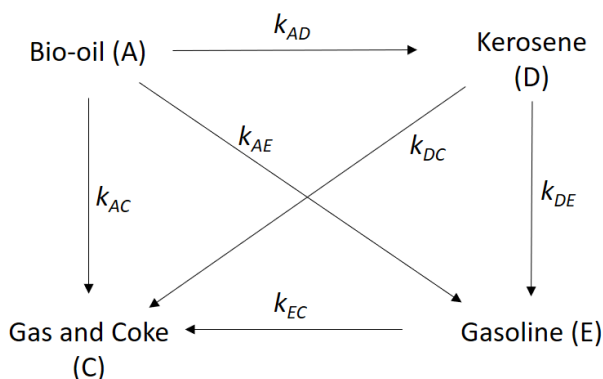 k_AD
Bio-oil (A)
Kerosene
(D)
k_AE
k_DC
k_AC
k_DE
k_EC
Gas and Coke
(C)
Gasoline (E)